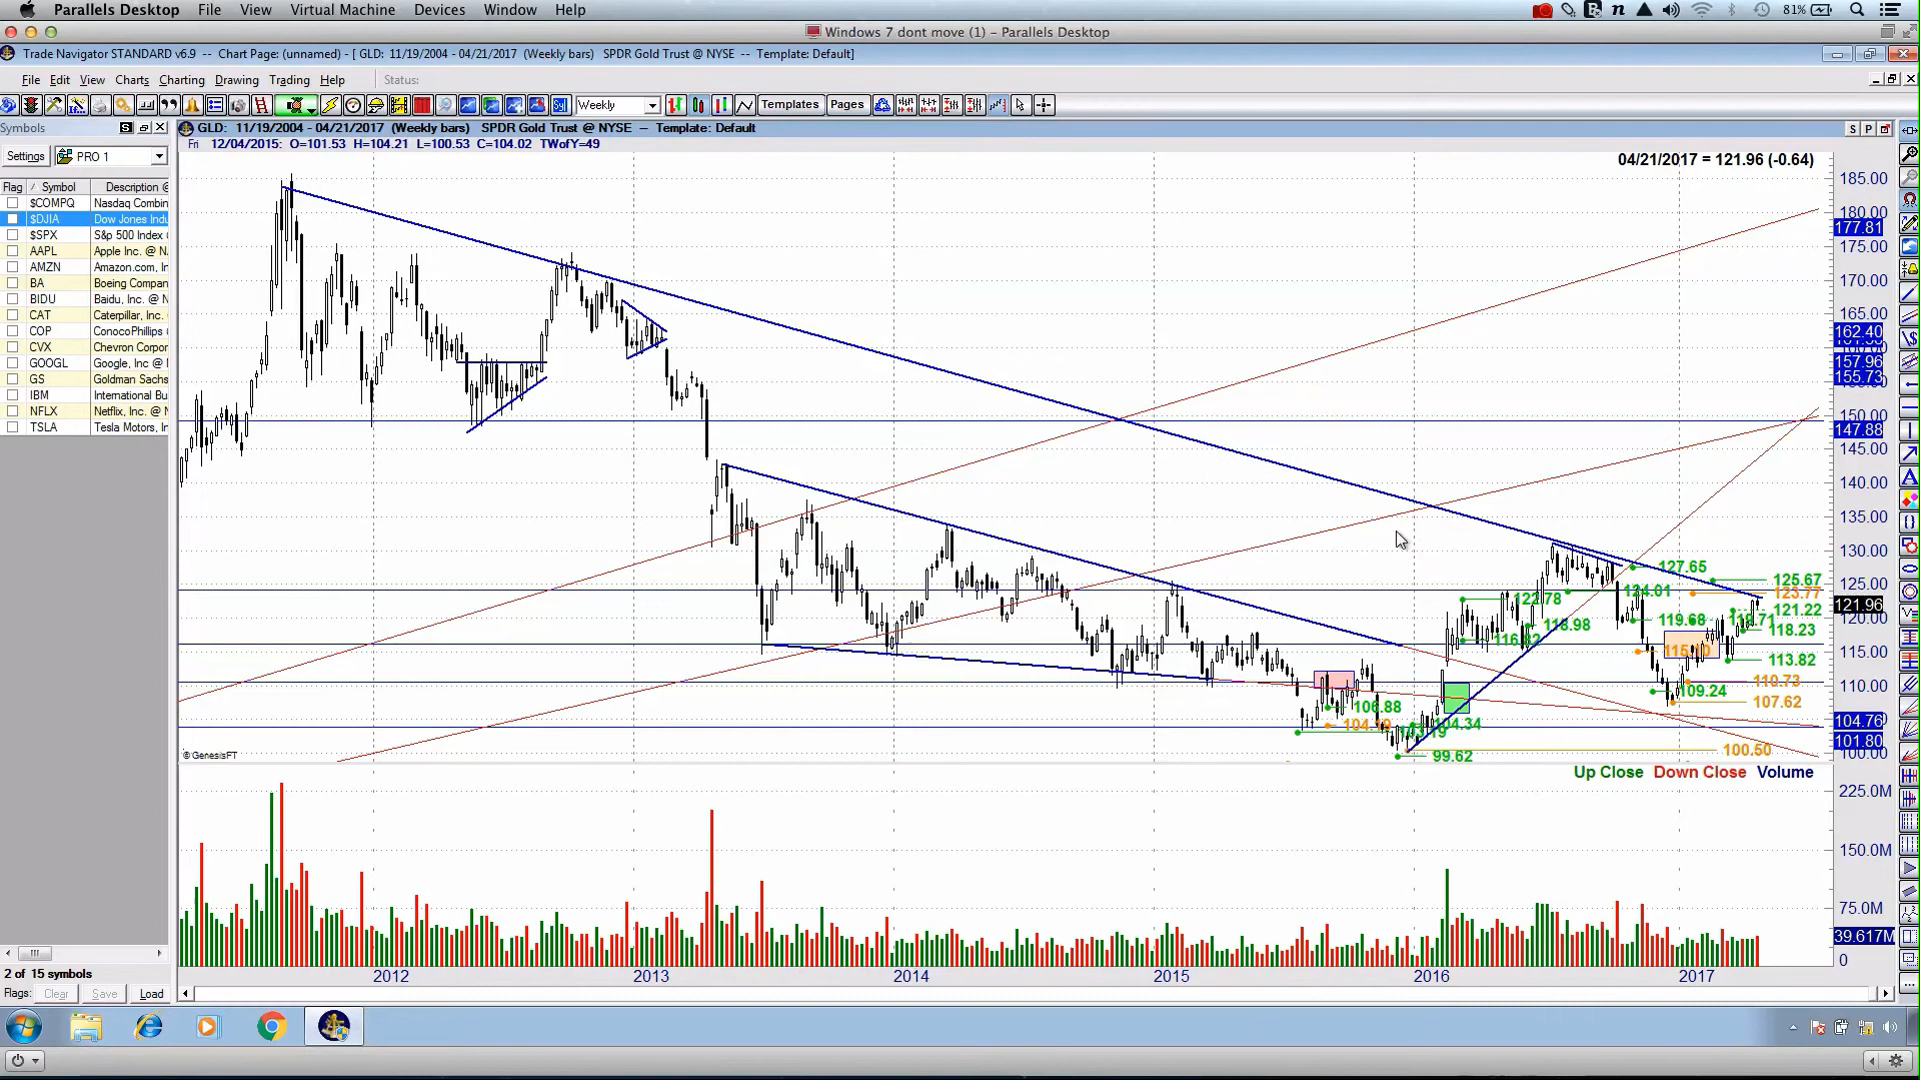 Parallels Desktop File View Virtual Machine Devices Window Help 81%
Windows 7 dont move (1) - Parallels Desktop
Trade Navigator STANDARD v6.9 -- Chart Page: (unnamed) - [ GLD: 11/19/2004 - 04/21/2017 (Weekly bars) SPDR Gold Trust @ NYSE -- Template: Default]
File Edit View Charts Charting Drawing Trading Help Status:
Weekly Templates Pages
Symbols S
GLD: 11/19/2004 - 04/21/2017 (Weekly bars) SPDR Gold Trust @ NYSE -- Template: Default S P
Fri 12/04/2015: O=101.53 H=104.21 L=100.53 C=104.02 TWofY=49
Settings PRO 1
04/21/2017 = 121.96 (-0.64)
Flag Symbol Description @
$COMPQ Nasdaq Combin
$DJIA Dow Jones Indu
$SPX S&p 500 Index
AAPL Apple Inc. @ N
AMZN Amazon.com, In
BA Boeing Compan
BIDU Baidu, Inc.
CAT Caterpillar, Inc.
COP ConocoPhillips
CVX Chevron Corpor
GOOGL Google, Inc @
GS Goldman Sachs
IBM International Bu
NFLX Netflix, Inc. @ N
TSLA Tesla Motors, In
185.00
180.00
177.81
175.00
170.00
165.00
162.40
157.96
155.73
150.00
147.88
145.00
140.00
135.00
130.00
125.00
121.96
120.00
115.00
110.00
104.76
101.80
100.00
127.65
125.67
123.77
124.01
122.78
121.22
119.68
118.98
118.23
116.82
115.10
113.82
110.73
109.24
107.62
106.88
104.34
103.19
100.50
99.62
© GenesisFT
Up Close Down Close Volume
225.0M
150.0M
75.0M
39.617M
0
2012 2013 2014 2015 2016 2017
2 of 15 symbols
Flags: Clear Save Load